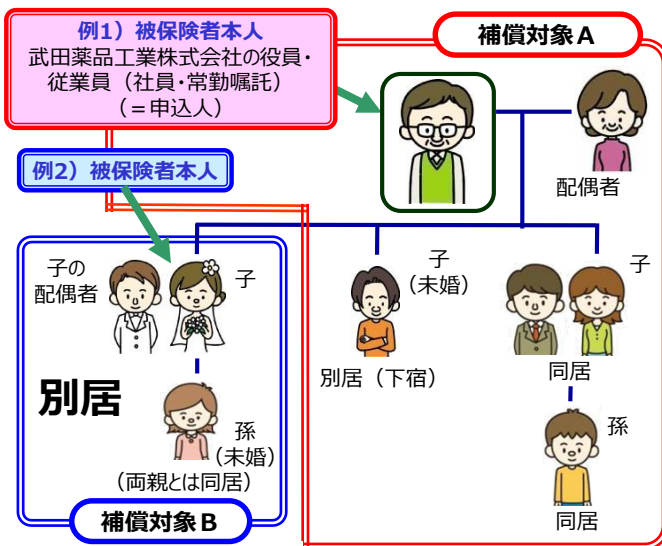 例1）被保険者本人
武田薬品工業株式会社の役員・
従業員（社員・常勤嘱託）
（＝申込人）
補償対象A
例2）被保険者本人
配偶者
子の
配偶者
子
子
（未婚）
子
別居（下宿）
同居
別居
孫
（未婚）
（両親とは同居）
孫
同居
補償対象B